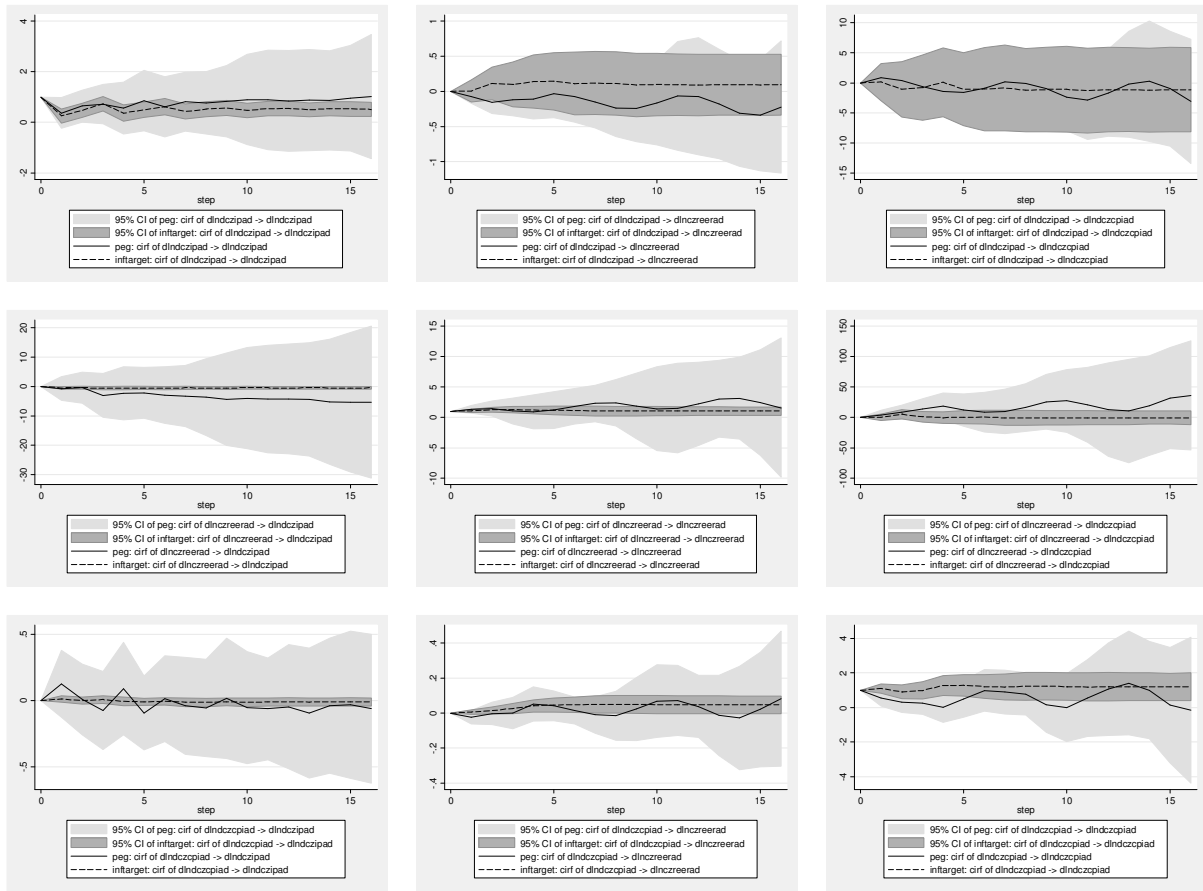 4
2
0
-2
0 5 10 15
step
95% CI of peg: cirf of dlndczipad -> dlndczipad
95% CI of inftarget: cirf of dlndczipad -> dlndczipad
peg: cirf of dlndczipad -> dlndczipad
inftarget: cirf of dlndczipad -> dlndczipad
1
.5
0
-.5
-1
0 5 10 15
step
95% CI of peg: cirf of dlndczipad -> dlnczreerad
95% CI of inftarget: cirf of dlndczipad -> dlnczreerad
peg: cirf of dlndczipad -> dlnczreerad
inftarget: cirf of dlndczipad -> dlnczreerad
10
5
0
-5
-10
-15
0 5 10 15
step
95% CI of peg: cirf of dlndczipad -> dlndczcpiad
95% CI of inftarget: cirf of dlndczipad -> dlndczcpiad
peg: cirf of dlndczipad -> dlndczcpiad
inftarget: cirf of dlndczipad -> dlndczcpiad
20
10
0
-10
-20
-30
0 5 10 15
step
95% CI of peg: cirf of dlnczreerad -> dlndczipad
95% CI of inftarget: cirf of dlnczreerad -> dlndczipad
peg: cirf of dlnczreerad -> dlndczipad
inftarget: cirf of dlnczreerad -> dlndczipad
15
10
5
0
-5
-10
0 5 10 15
step
95% CI of peg: cirf of dlnczreerad -> dlnczreerad
95% CI of inftarget: cirf of dlnczreerad -> dlnczreerad
peg: cirf of dlnczreerad -> dlnczreerad
inftarget: cirf of dlnczreerad -> dlnczreerad
150
100
50
0
-50
-100
0 5 10 15
step
95% CI of peg: cirf of dlnczreerad -> dlndczcpiad
95% CI of inftarget: cirf of dlnczreerad -> dlndczcpiad
peg: cirf of dlnczreerad -> dlndczcpiad
inftarget: cirf of dlnczreerad -> dlndczcpiad
.5
0
-.5
0 5 10 15
step
95% CI of peg: cirf of dlndczcpiad -> dlndczipad
95% CI of inftarget: cirf of dlndczcpiad -> dlndczipad
peg: cirf of dlndczcpiad -> dlndczipad
inftarget: cirf of dlndczcpiad -> dlndczipad
.4
.2
0
-.2
-.4
0 5 10 15
step
95% CI of peg: cirf of dlndczcpiad -> dlnczreerad
95% CI of inftarget: cirf of dlndczcpiad -> dlnczreerad
peg: cirf of dlndczcpiad -> dlnczreerad
inftarget: cirf of dlndczcpiad -> dlnczreerad
4
2
0
-2
-4
0 5 10 15
step
95% CI of peg: cirf of dlndczcpiad -> dlndczcpiad
95% CI of inftarget: cirf of dlndczcpiad -> dlndczcpiad
peg: cirf of dlndczcpiad -> dlndczcpiad
inftarget: cirf of dlndczcpiad -> dlndczcpiad